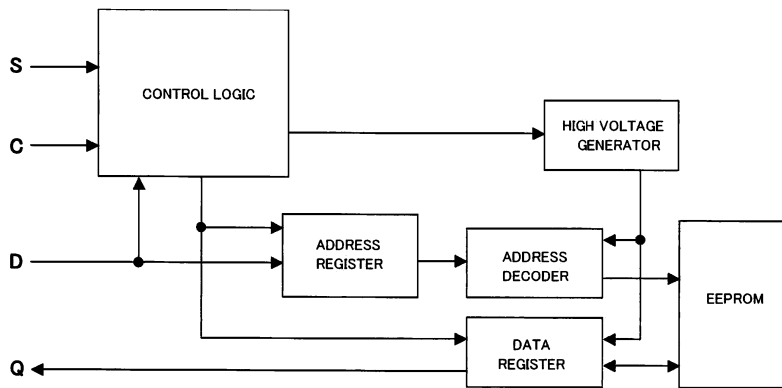 S
CONTROL LOGIC
C
HIGH VOLTAGE
GENERATOR
D
ADDRESS
REGISTER
ADDRESS
DECODER
EEPROM
Q
DATA
REGISTER